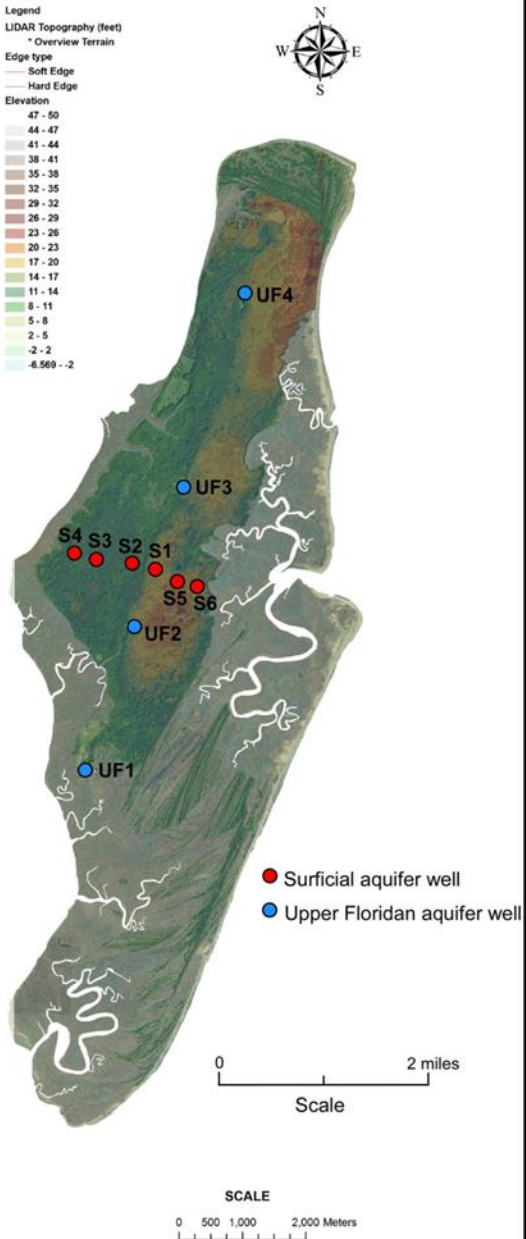 Legend
LIDAR Topography (feet)
* Overview Terrain
Edge type
Soft Edge
Hard Edge
Elevation
47 - 50
44 - 47
41 - 44
38 - 41
35 - 38
32 - 35
29 - 32
26 - 29
23 - 26
20 - 23
17 - 20
14 - 17
11 - 14
8 - 11
5 - 8
2 - 5
-2 - 2
-6.569 - -2
N
W E
S
UF4
UF3
S4 S3 S2 S1
S5 S6
UF2
UF1
Surficial aquifer well
Upper Floridan aquifer well
0 2 miles
Scale
SCALE
0 500 1,000 2,000 Meters